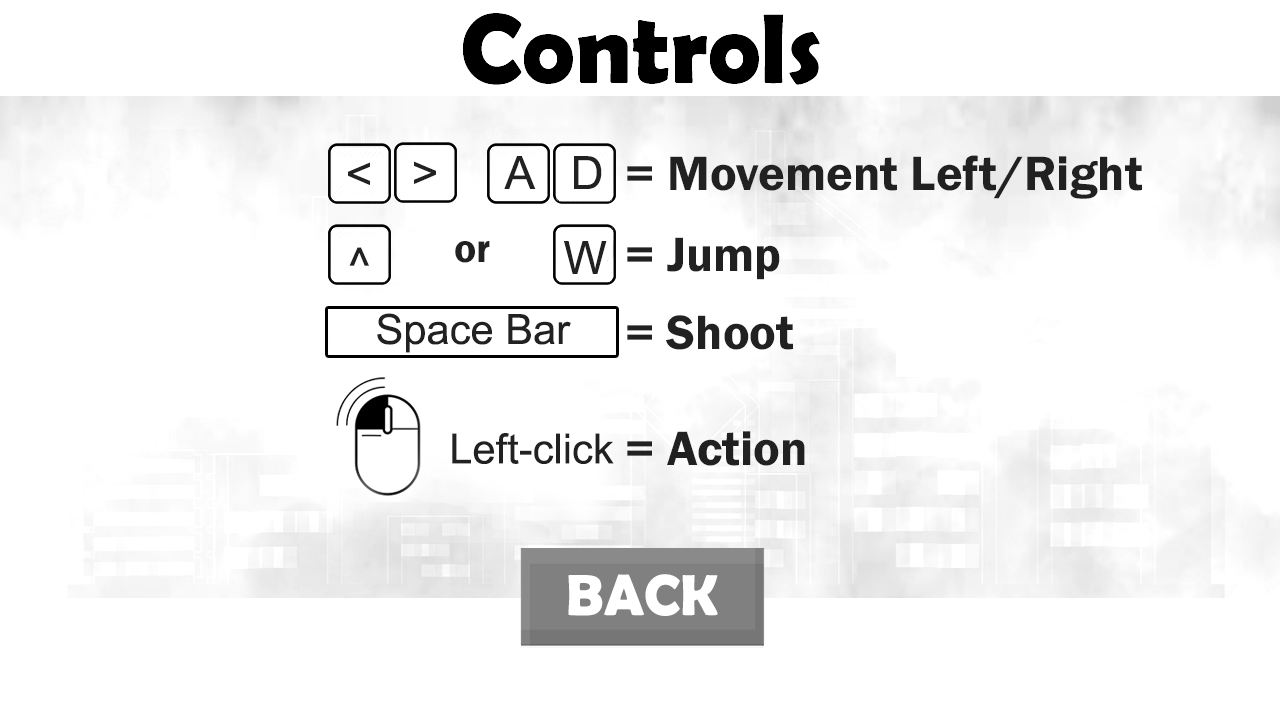 Controls
< > A D = Movement Left/Right
^ or W = Jump
Space Bar = Shoot
Left-click = Action
BACK